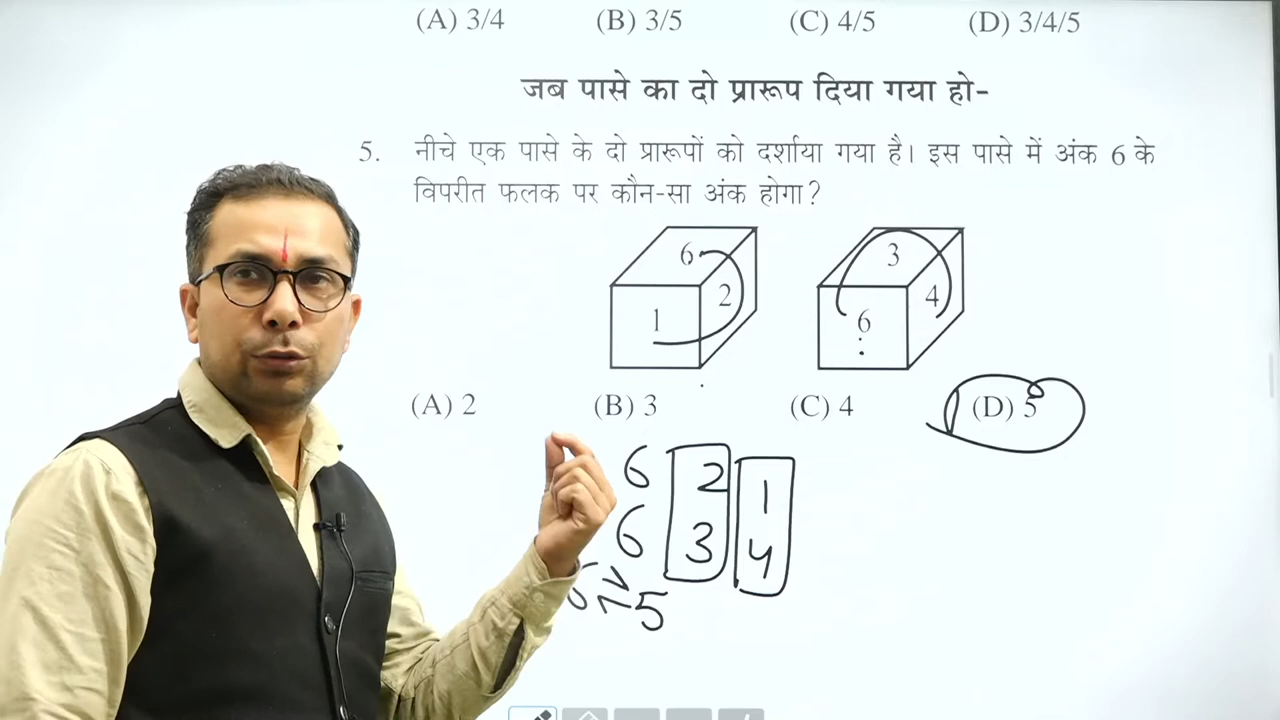 (A) 3/4 (B) 3/5 (C) 4/5 (D) 3/4/5
जब पासे का दो प्रारूप दिया गया हो-
5. नीचे एक पासे के दो प्रारूपों को दर्शाया गया है। इस पासे में अंक 6 के
विपरीत फलक पर कौन-सा अंक होगा?
6 2 1
3 4 6
(A) 2 (B) 3 (C) 4 (D) 5
6 2 1
6 3 4
5